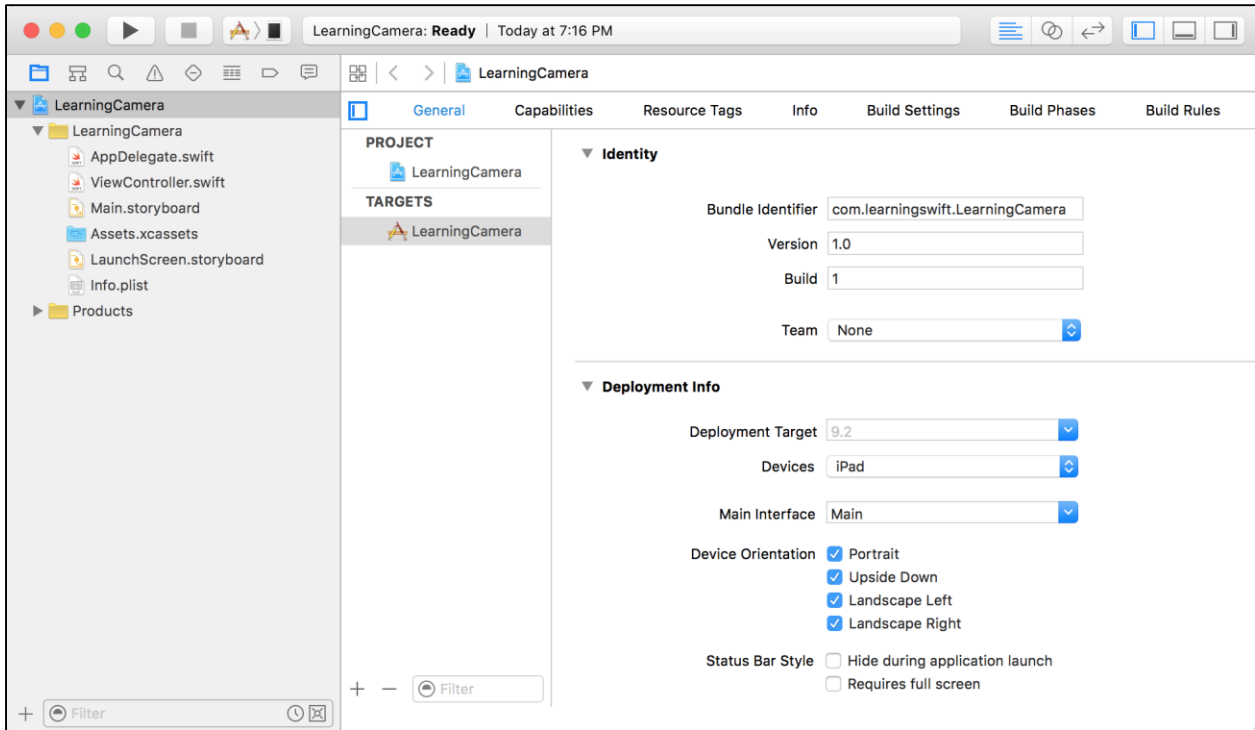 LearningCamera: Ready | Today at 7:16 PM
LearningCamera
LearningCamera
AppDelegate.swift
ViewController.swift
Main.storyboard
Assets.xcassets
LaunchScreen.storyboard
Info.plist
Products
Filter
LearningCamera
General Capabilities Resource Tags Info Build Settings Build Phases Build Rules
PROJECT
LearningCamera
TARGETS
LearningCamera
Filter
Identity
Bundle Identifier com.learningswift.LearningCamera
Version 1.0
Build 1
Team None
Deployment Info
Deployment Target 9.2
Devices iPad
Main Interface Main
Device Orientation Portrait
Upside Down
Landscape Left
Landscape Right
Status Bar Style Hide during application launch
Requires full screen